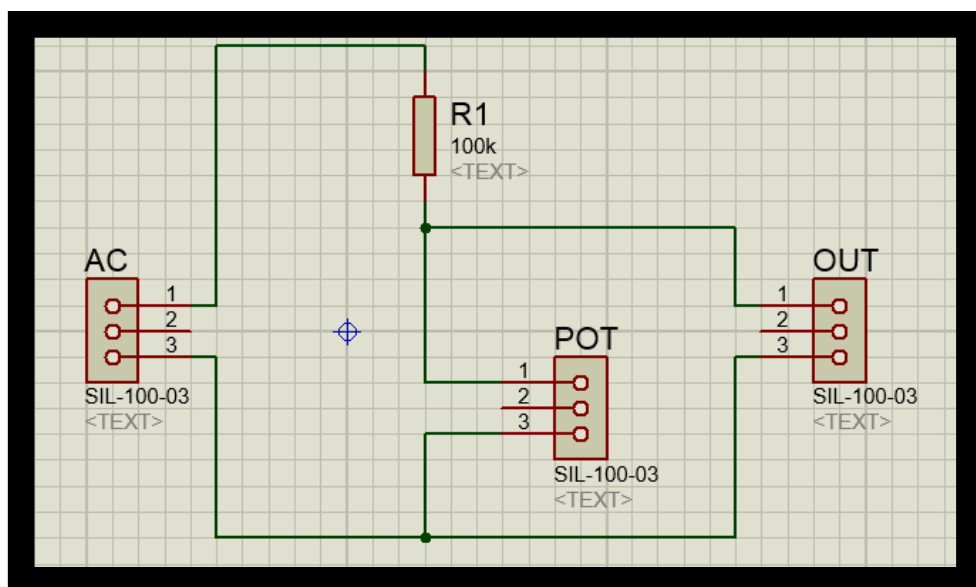 R1
100k
<TEXT>
AC
1
2
3
SIL-100-03
<TEXT>
POT
1
2
3
SIL-100-03
<TEXT>
OUT
1
2
3
SIL-100-03
<TEXT>